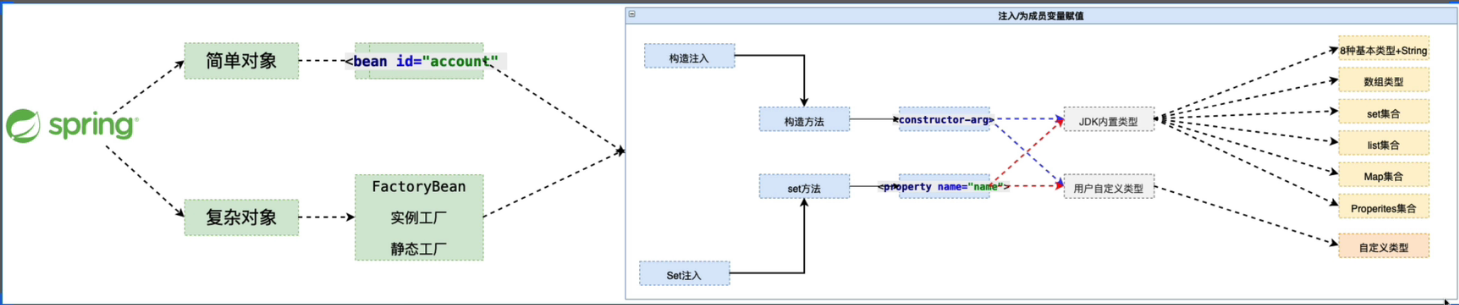 spring
简单对象
<bean id="account"
复杂对象
FactoryBean
实例工厂
静态工厂
注入/为成员变量赋值
构造注入
构造方法
<constructor-arg>
set方法
<property name="name">
Set注入
JDK内置类型
用户自定义类型
8种基本类型+String
数组类型
set集合
list集合
Map集合
Properites集合
自定义类型